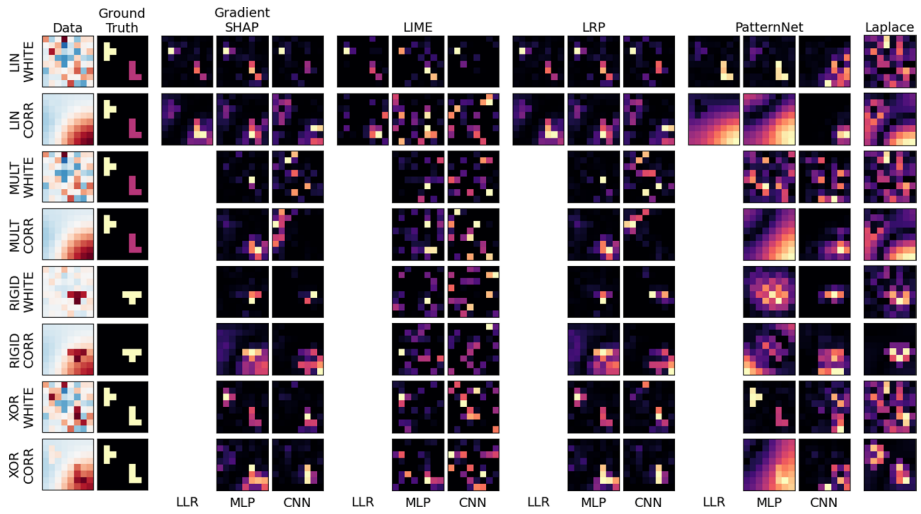 Data
Ground
Truth
Gradient
SHAP
LIME
LRP
PatternNet
Laplace
LIN
WHITE
LIN
CORR
MULT
WHITE
MULT
CORR
RIGID
WHITE
RIGID
CORR
XOR
WHITE
XOR
CORR
LLR MLP CNN LLR MLP CNN LLR MLP CNN LLR MLP CNN